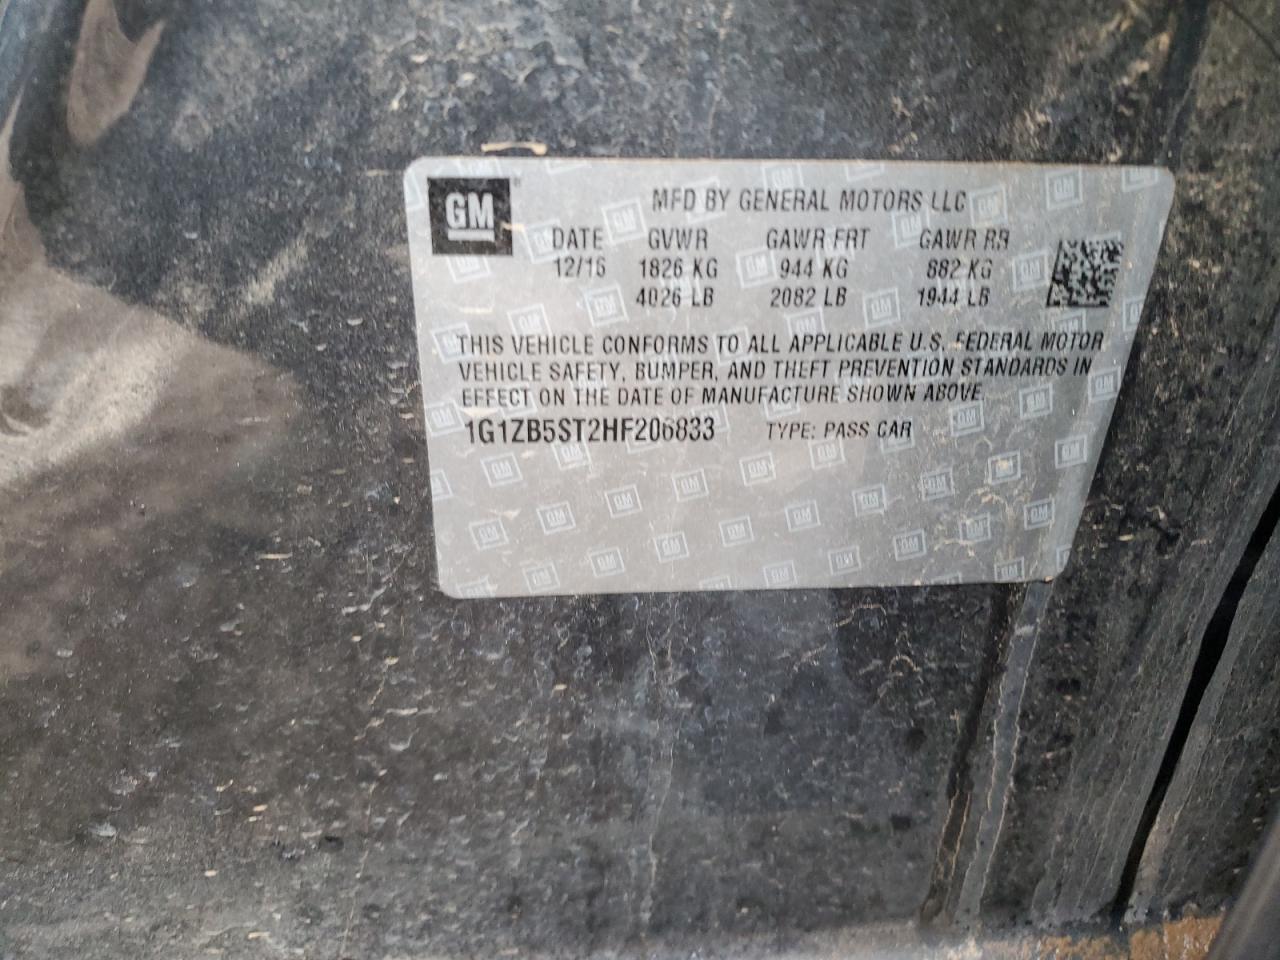 GM
MFD BY GENERAL MOTORS LLC
DATE GVWR GAWR FRT GAWR RR
12/16 1826 KG 944 KG 882 KG
4026 LB 2082 LB 1944 LB
THIS VEHICLE CONFORMS TO ALL APPLICABLE U.S. FEDERAL MOTOR
VEHICLE SAFETY, BUMPER, AND THEFT PREVENTION STANDARDS IN
EFFECT ON THE DATE OF MANUFACTURE SHOWN ABOVE.
1G1ZB5ST2HF206833 TYPE: PASS CAR